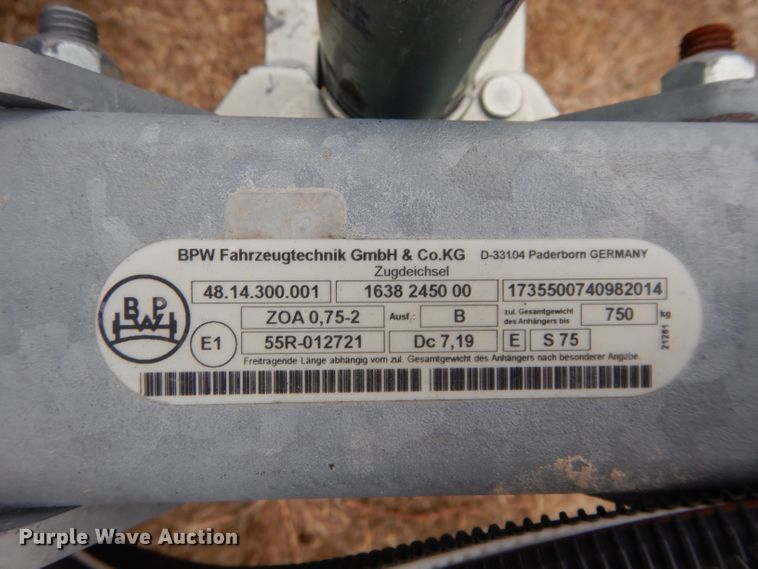 BPW Fahrzeugtechnik GmbH & Co.KG D-33104 Paderborn GERMANY
Zugdeichsel
BPW
48.14.300.001 1638 2450 00 1735500740982014
ZOA 0,75-2 Ausf.: B zul. Gesamtgewicht des Anhängers bis 750 kg
E1 55R-012721 Dc 7,19 E S 75
21261
Freitragende Länge abhängig vom zul. Gesamtgewicht des Anhängers nach besonderer Angabe.
Purple Wave Auction